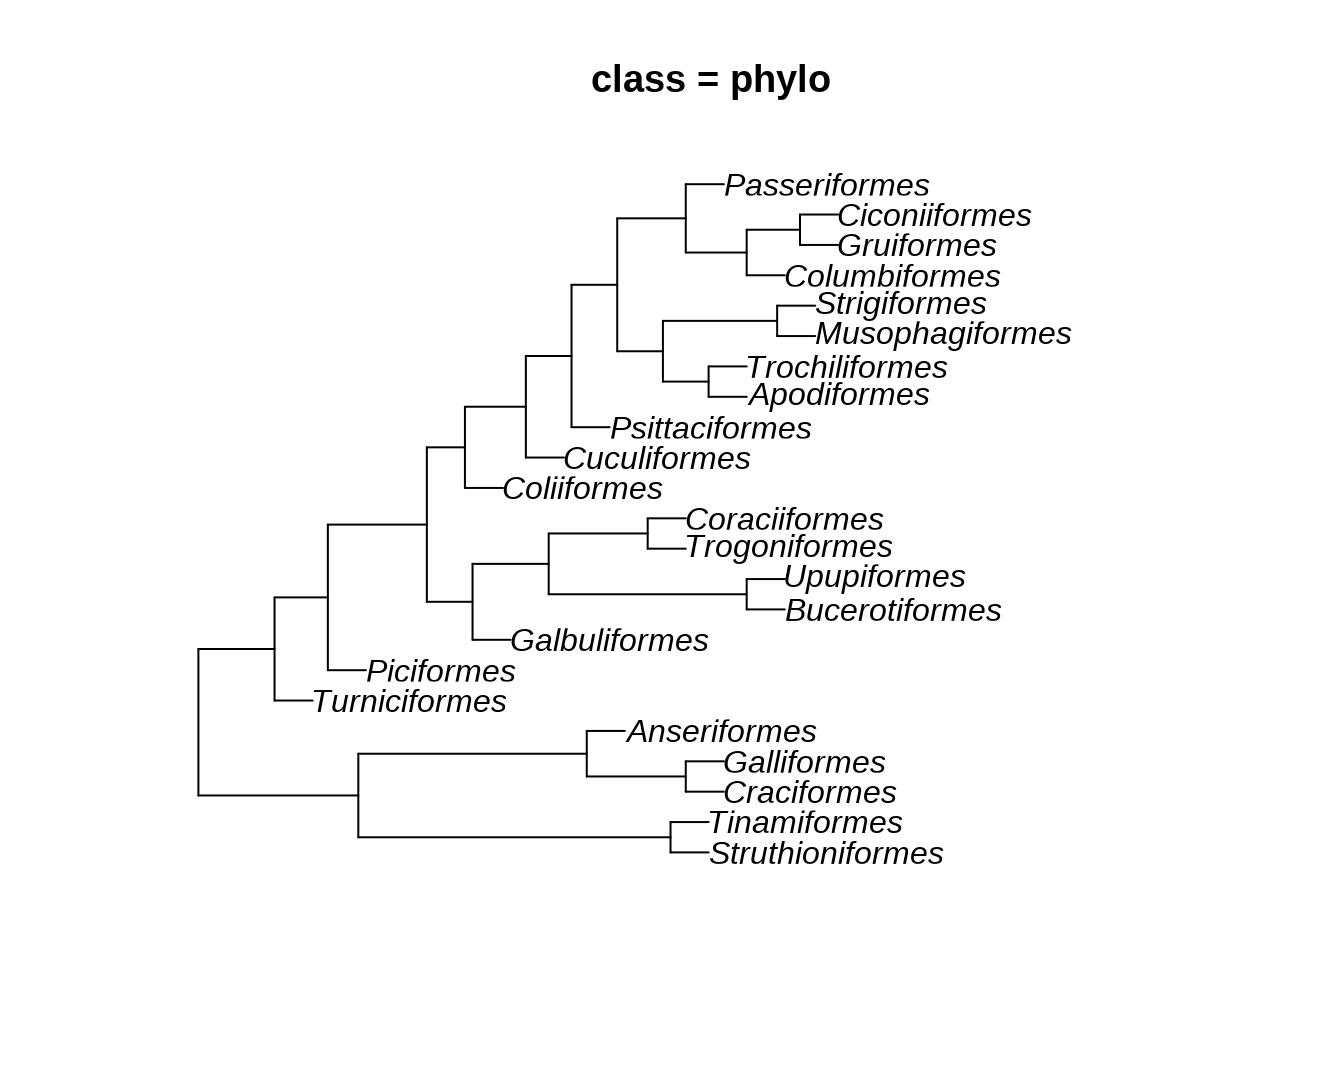 class = phylo
Passeriformes
Ciconiiformes
Gruiformes
Columbiformes
Strigiformes
Musophagiformes
Trochiliformes
Apodiformes
Psittaciformes
Cuculiformes
Coliiformes
Coraciiformes
Trogoniformes
Upupiformes
Bucerotiformes
Galbuliformes
Piciformes
Turniciformes
Anseriformes
Galliformes
Craciformes
Tinamiformes
Struthioniformes